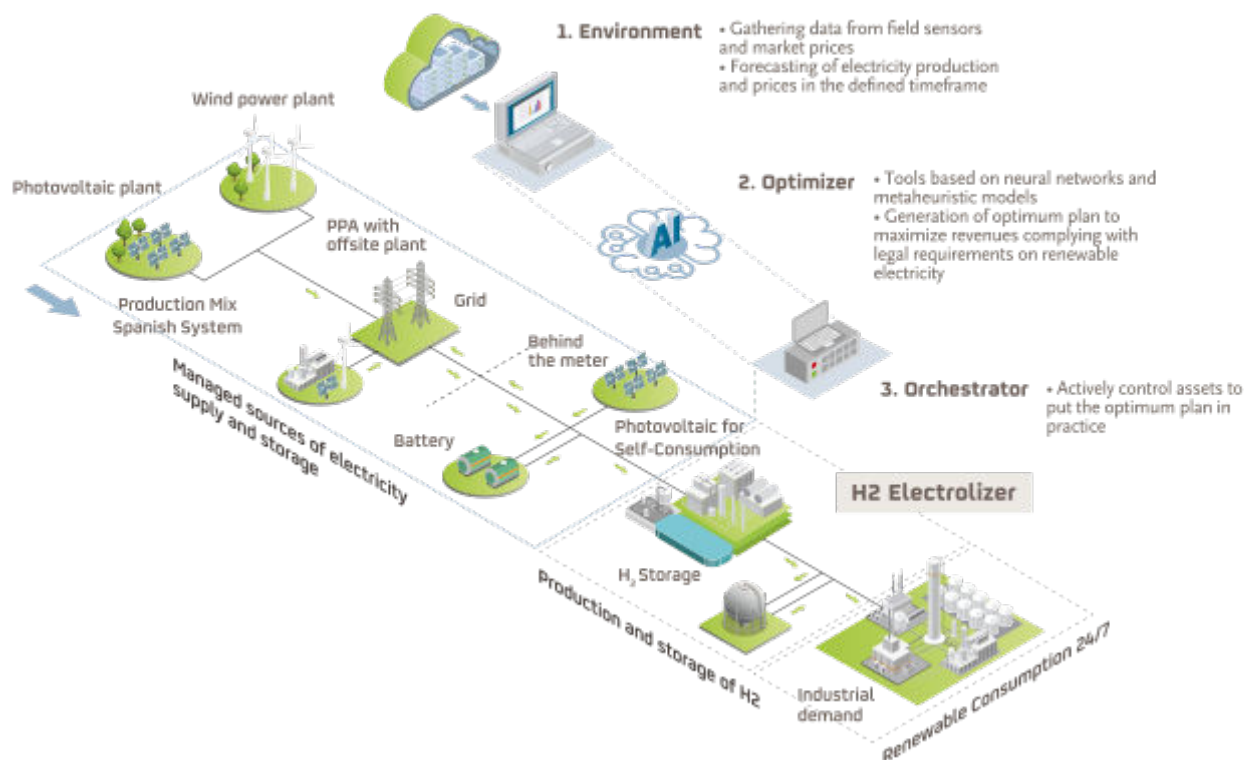 1. Environment
• Gathering data from field sensors
and market prices
• Forecasting of electricity production
and prices in the defined timeframe
Wind power plant
Photovoltaic plant
2. Optimizer
• Tools based on neural networks and
metaheuristic models
• Generation of optimum plan to
maximize revenues complying with
legal requirements on renewable
electricity
AI
PPA with
offsite plant
Production Mix
Spanish System
Grid
Behind
the meter
3. Orchestrator
• Actively control assets to
put the optimum plan in
practice
Managed sources of electricity
supply and storage
Battery
Photovoltaic for
Self-Consumption
H2 Electrolizer
H₂ Storage
Production and storage of H2
Industrial
demand
Renewable Consumption 24/7